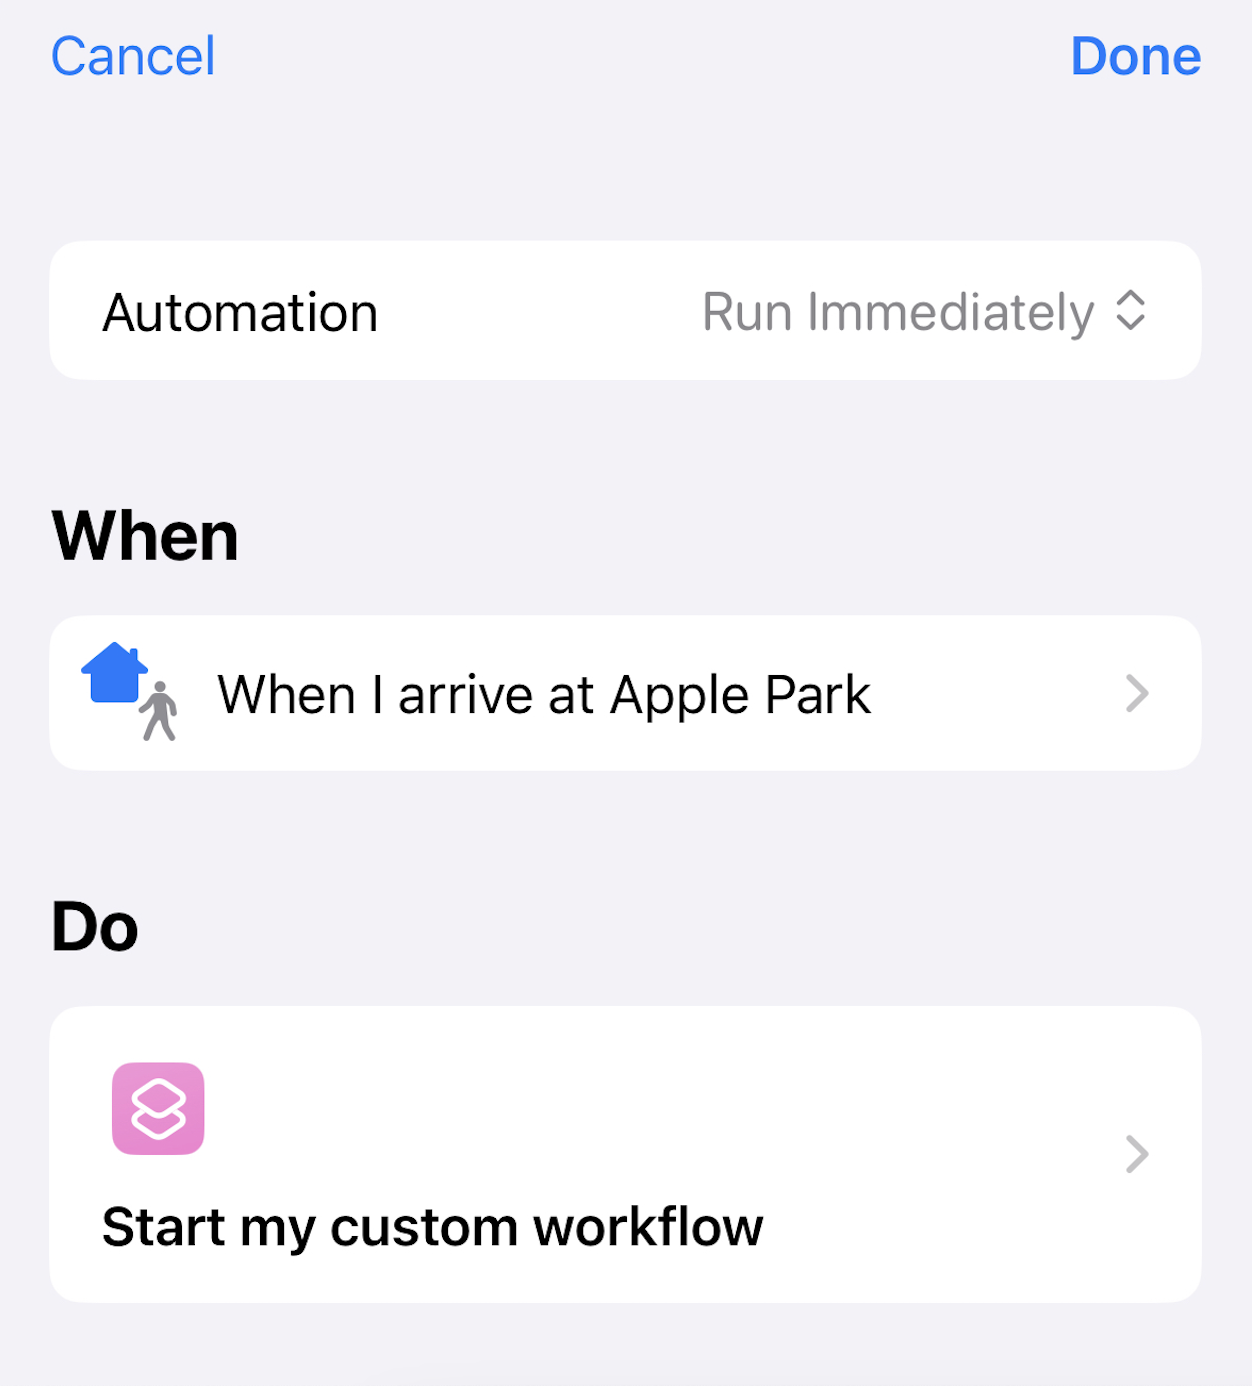 Cancel
Done
Automation
Run Immediately
When
When I arrive at Apple Park
Do
Start my custom workflow